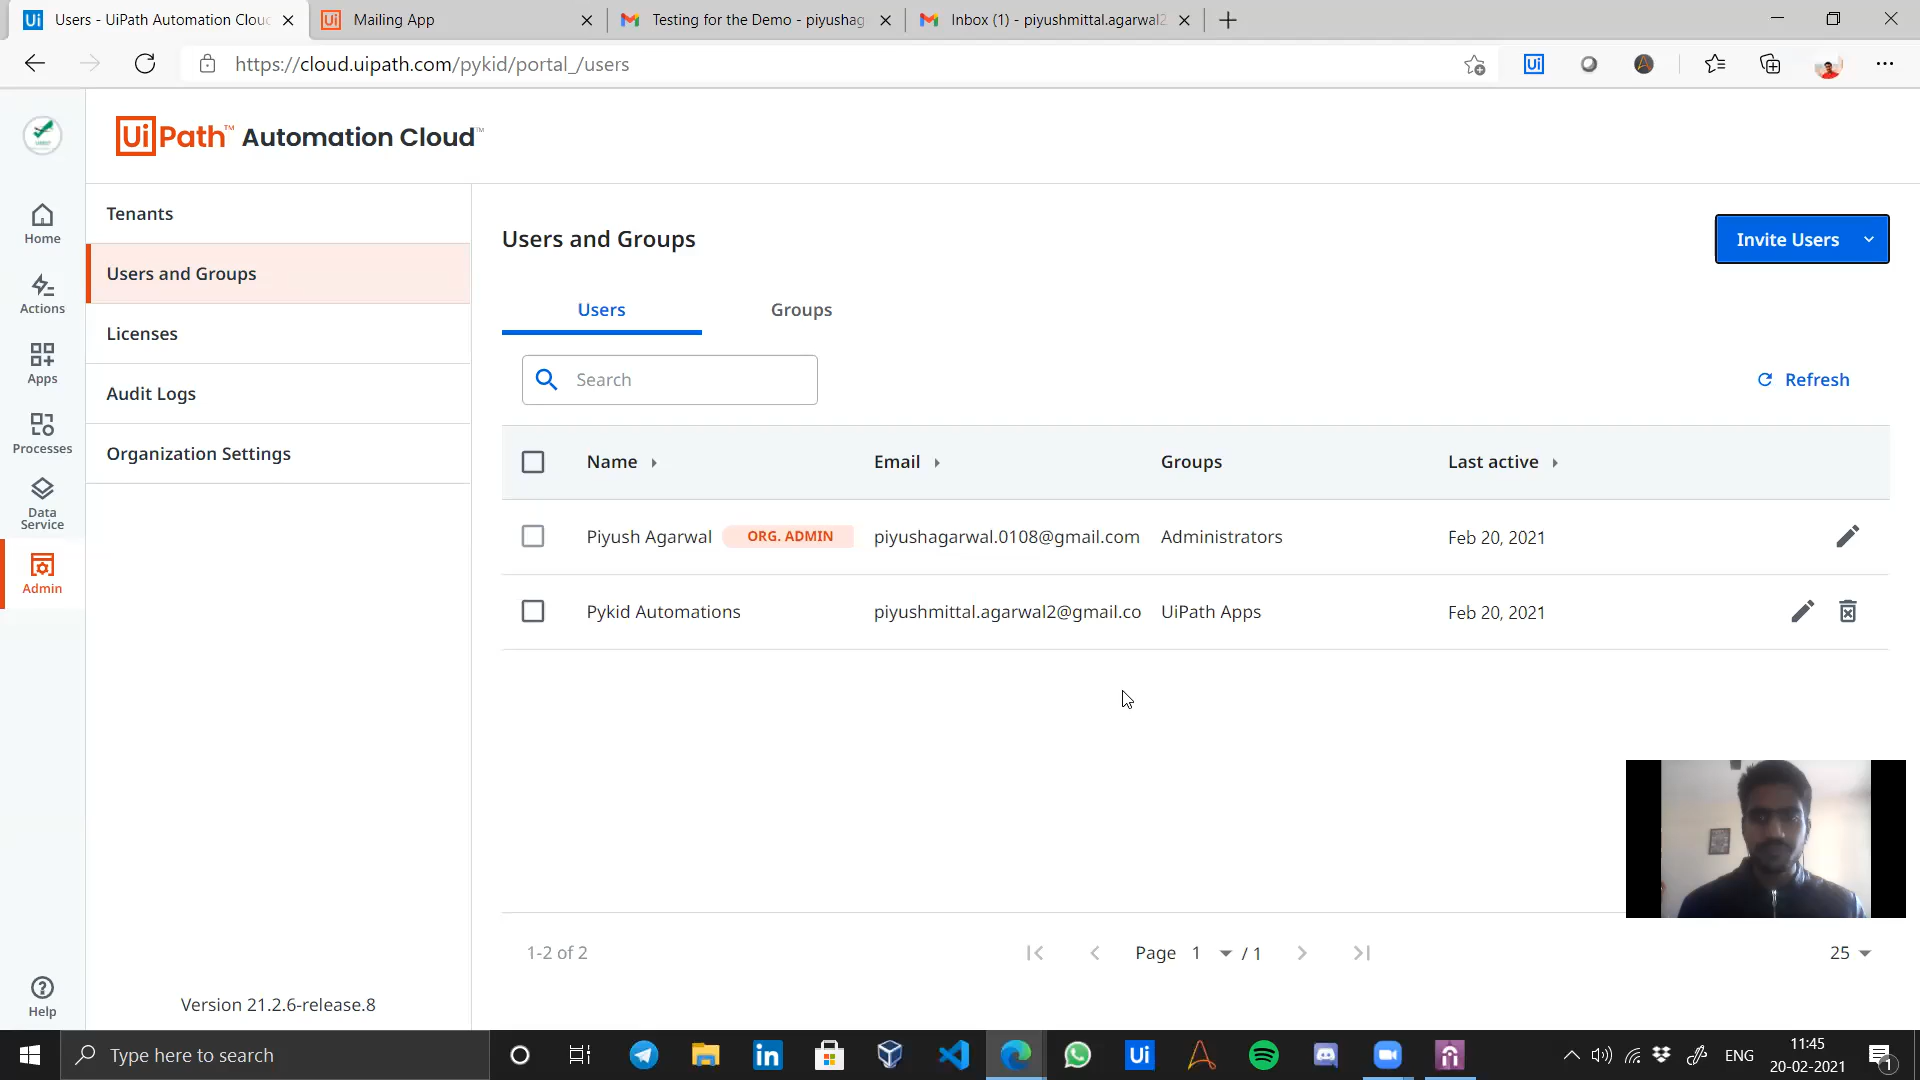 Users - UiPath Automation Clou
Mailing App
Testing for the Demo - piyushag
Inbox (1) - piyushmittal.agarwal2
https://cloud.uipath.com/pykid/portal_/users
UiPath™ Automation Cloud™
Home
Actions
Apps
Processes
Data
Service
Admin
Help
Tenants
Users and Groups
Licenses
Audit Logs
Organization Settings
Version 21.2.6-release.8
Users and Groups
Invite Users
Users
Groups
Search
Refresh
Name
Email
Groups
Last active
Piyush Agarwal ORG. ADMIN piyushagarwal.0108@gmail.com Administrators Feb 20, 2021
Pykid Automations piyushmittal.agarwal2@gmail.co UiPath Apps Feb 20, 2021
1-2 of 2
Page 1 / 1
25
Type here to search
ENG
11:45
20-02-2021
1